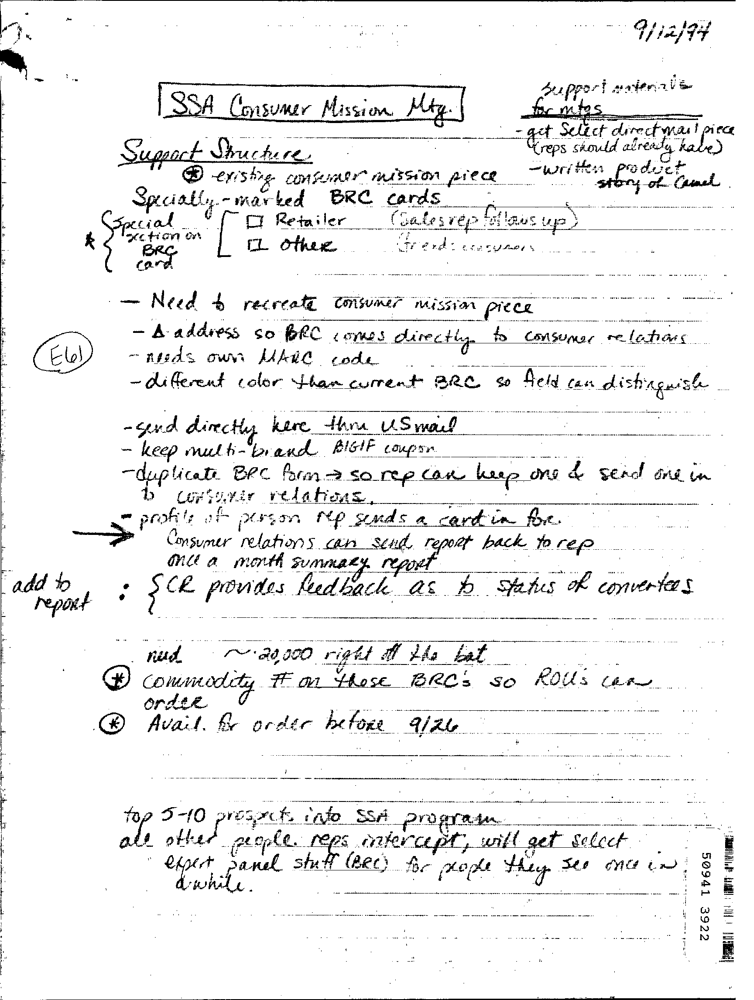 9/12/94
SSA Consumer Mission Mtg.
support materials
for mtgs
- get Select direct mail piece
(reps should already have)
- written product
story of Camel
Support Structure
* - existing consumer mission piece
Specially-marked BRC cards
* { Special section on BRC card
[ □ Retailer (Sales rep follows up)
□ Other
— Need to recreate consumer mission piece
- Δ address so BRC comes directly to consumer relations
- needs own MARC code
- different color than current BRC so field can distinguish
E61
- send directly here thru US mail
- keep multi-brand B1G1F coupon
- duplicate BRC form → so rep can keep one & send one in
to consumer relations.
- profile of person rep sends a card in for.
→ Consumer relations can send report back to rep
once a month summary report
add to report : { CR provides feedback as to status of convertees
need ~ 20,000 right off the bat
* Commodity # on these BRC's so ROU's can
order
* Avail. for order before 9/26
top 5-10 prospects into SSA program
all other people reps intercept, will get select
expert panel stuff (BRC) for people they see once in
awhile.
50941 3922